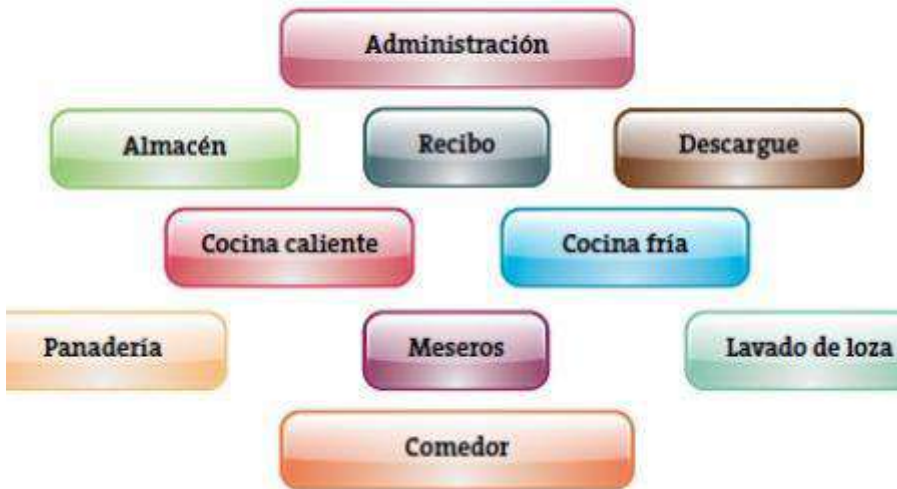 Administración
Almacén
Recibo
Descargue
Cocina caliente
Cocina fría
Panadería
Meseros
Lavado de loza
Comedor